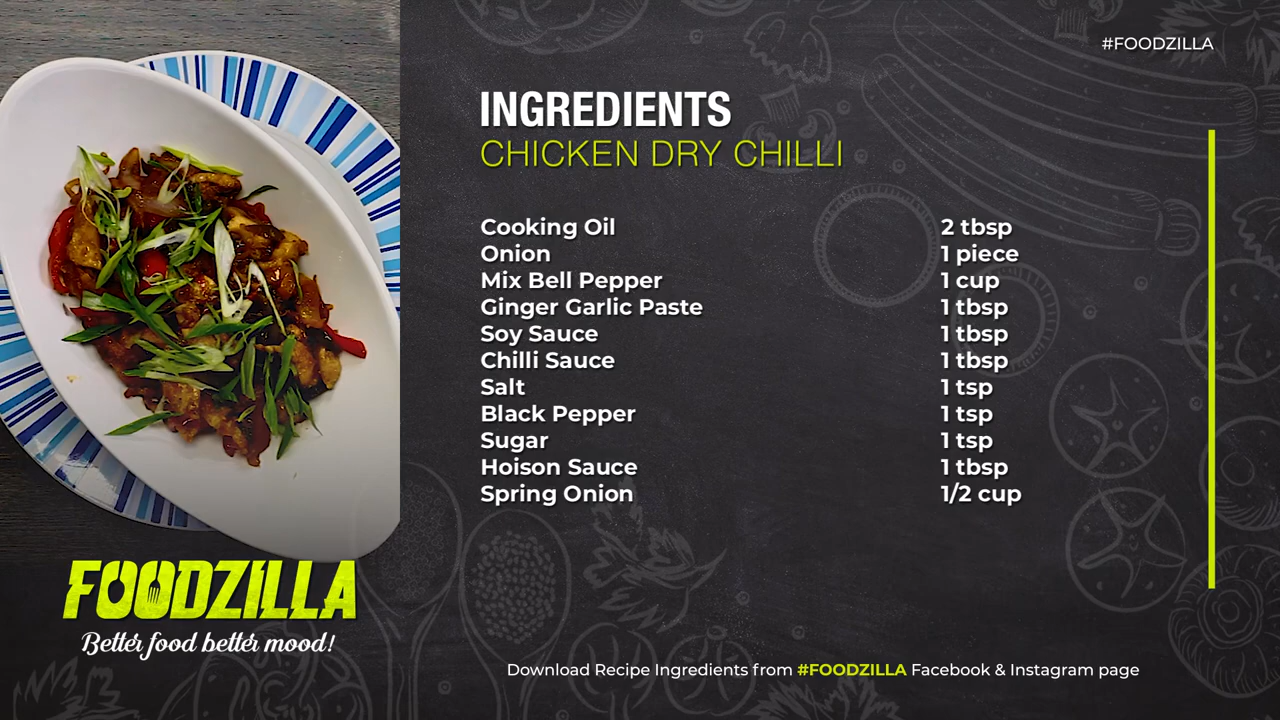 #FOODZILLA
INGREDIENTS
CHICKEN DRY CHILLI
Cooking Oil 2 tbsp
Onion 1 piece
Mix Bell Pepper 1 cup
Ginger Garlic Paste 1 tbsp
Soy Sauce 1 tbsp
Chilli Sauce 1 tbsp
Salt 1 tsp
Black Pepper 1 tsp
Sugar 1 tsp
Hoison Sauce 1 tbsp
Spring Onion 1/2 cup
FOODZILLA
Better food better mood!
Download Recipe Ingredients from #FOODZILLA Facebook & Instagram page